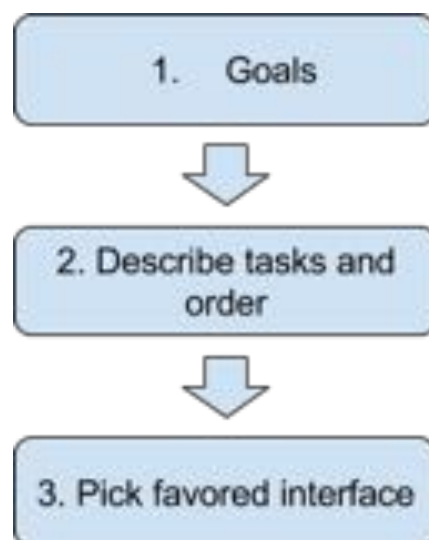 1. Goals
2. Describe tasks and
order
3. Pick favored interface